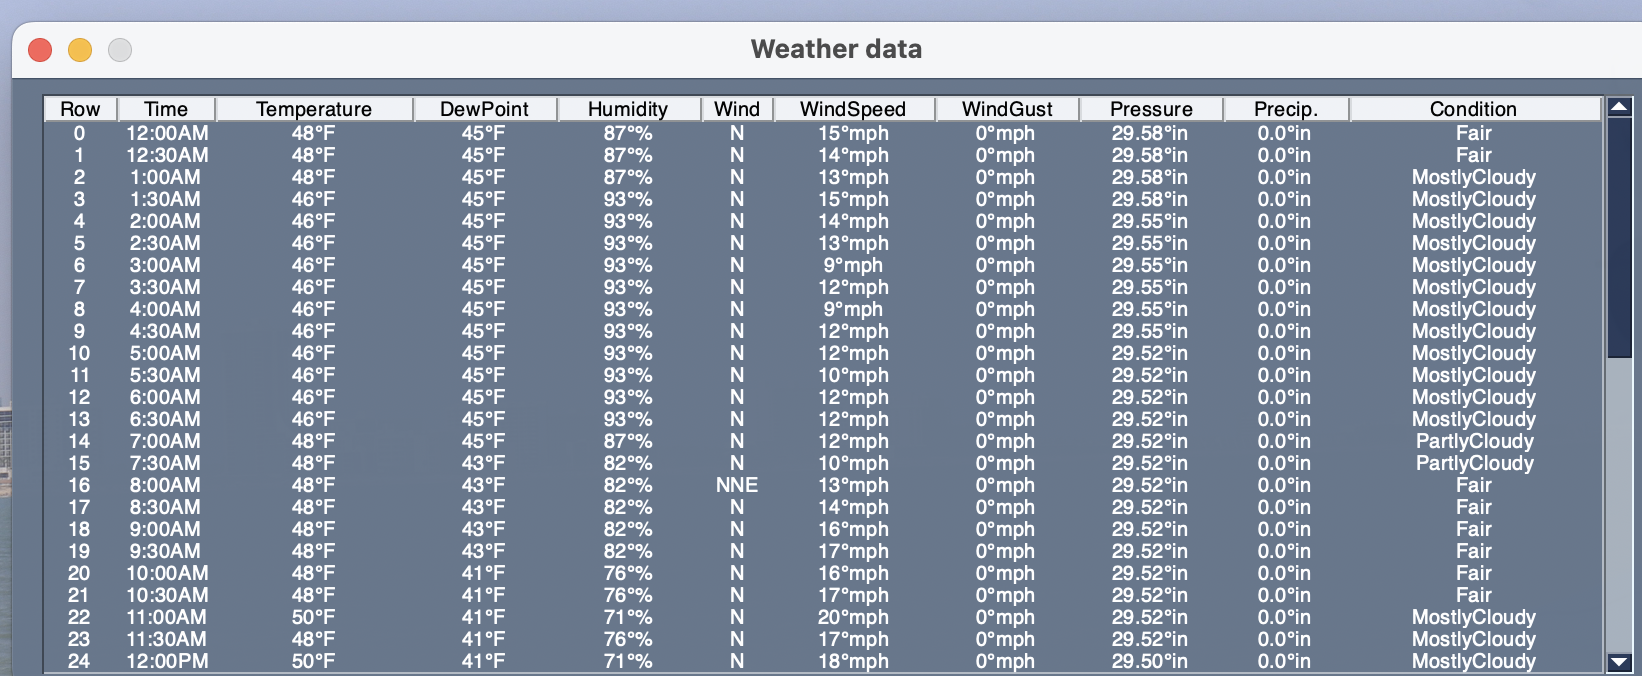 Weather data
Row Time Temperature DewPoint Humidity Wind WindSpeed WindGust Pressure Precip. Condition
0 12:00AM 48°F 45°F 87°% N 15°mph 0°mph 29.58°in 0.0°in Fair
1 12:30AM 48°F 45°F 87°% N 14°mph 0°mph 29.58°in 0.0°in Fair
2 1:00AM 48°F 45°F 87°% N 13°mph 0°mph 29.58°in 0.0°in MostlyCloudy
3 1:30AM 46°F 45°F 93°% N 15°mph 0°mph 29.58°in 0.0°in MostlyCloudy
4 2:00AM 46°F 45°F 93°% N 14°mph 0°mph 29.55°in 0.0°in MostlyCloudy
5 2:30AM 46°F 45°F 93°% N 13°mph 0°mph 29.55°in 0.0°in MostlyCloudy
6 3:00AM 46°F 45°F 93°% N 9°mph 0°mph 29.55°in 0.0°in MostlyCloudy
7 3:30AM 46°F 45°F 93°% N 12°mph 0°mph 29.55°in 0.0°in MostlyCloudy
8 4:00AM 46°F 45°F 93°% N 9°mph 0°mph 29.55°in 0.0°in MostlyCloudy
9 4:30AM 46°F 45°F 93°% N 12°mph 0°mph 29.55°in 0.0°in MostlyCloudy
10 5:00AM 46°F 45°F 93°% N 12°mph 0°mph 29.52°in 0.0°in MostlyCloudy
11 5:30AM 46°F 45°F 93°% N 10°mph 0°mph 29.52°in 0.0°in MostlyCloudy
12 6:00AM 46°F 45°F 93°% N 12°mph 0°mph 29.52°in 0.0°in MostlyCloudy
13 6:30AM 46°F 45°F 93°% N 12°mph 0°mph 29.52°in 0.0°in MostlyCloudy
14 7:00AM 48°F 45°F 87°% N 12°mph 0°mph 29.52°in 0.0°in PartlyCloudy
15 7:30AM 48°F 43°F 82°% N 10°mph 0°mph 29.52°in 0.0°in PartlyCloudy
16 8:00AM 48°F 43°F 82°% NNE 13°mph 0°mph 29.52°in 0.0°in Fair
17 8:30AM 48°F 43°F 82°% N 14°mph 0°mph 29.52°in 0.0°in Fair
18 9:00AM 48°F 43°F 82°% N 16°mph 0°mph 29.52°in 0.0°in Fair
19 9:30AM 48°F 43°F 82°% N 17°mph 0°mph 29.52°in 0.0°in Fair
20 10:00AM 48°F 41°F 76°% N 16°mph 0°mph 29.52°in 0.0°in Fair
21 10:30AM 48°F 41°F 76°% N 17°mph 0°mph 29.52°in 0.0°in Fair
22 11:00AM 50°F 41°F 71°% N 20°mph 0°mph 29.52°in 0.0°in MostlyCloudy
23 11:30AM 48°F 41°F 76°% N 17°mph 0°mph 29.52°in 0.0°in MostlyCloudy
24 12:00PM 50°F 41°F 71°% N 18°mph 0°mph 29.50°in 0.0°in MostlyCloudy